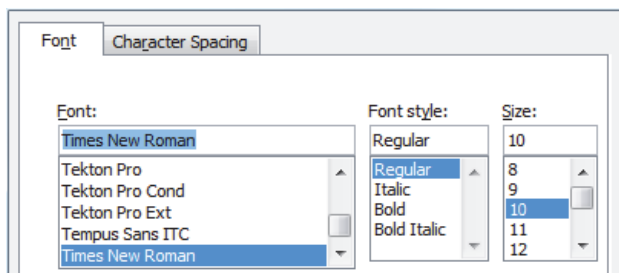 Font Character Spacing
Font: Font style: Size:
Times New Roman Regular 10
Tekton Pro Regular 8
Tekton Pro Cond Italic 9
Tekton Pro Ext Bold 10
Tempus Sans ITC Bold Italic 11
Times New Roman 12